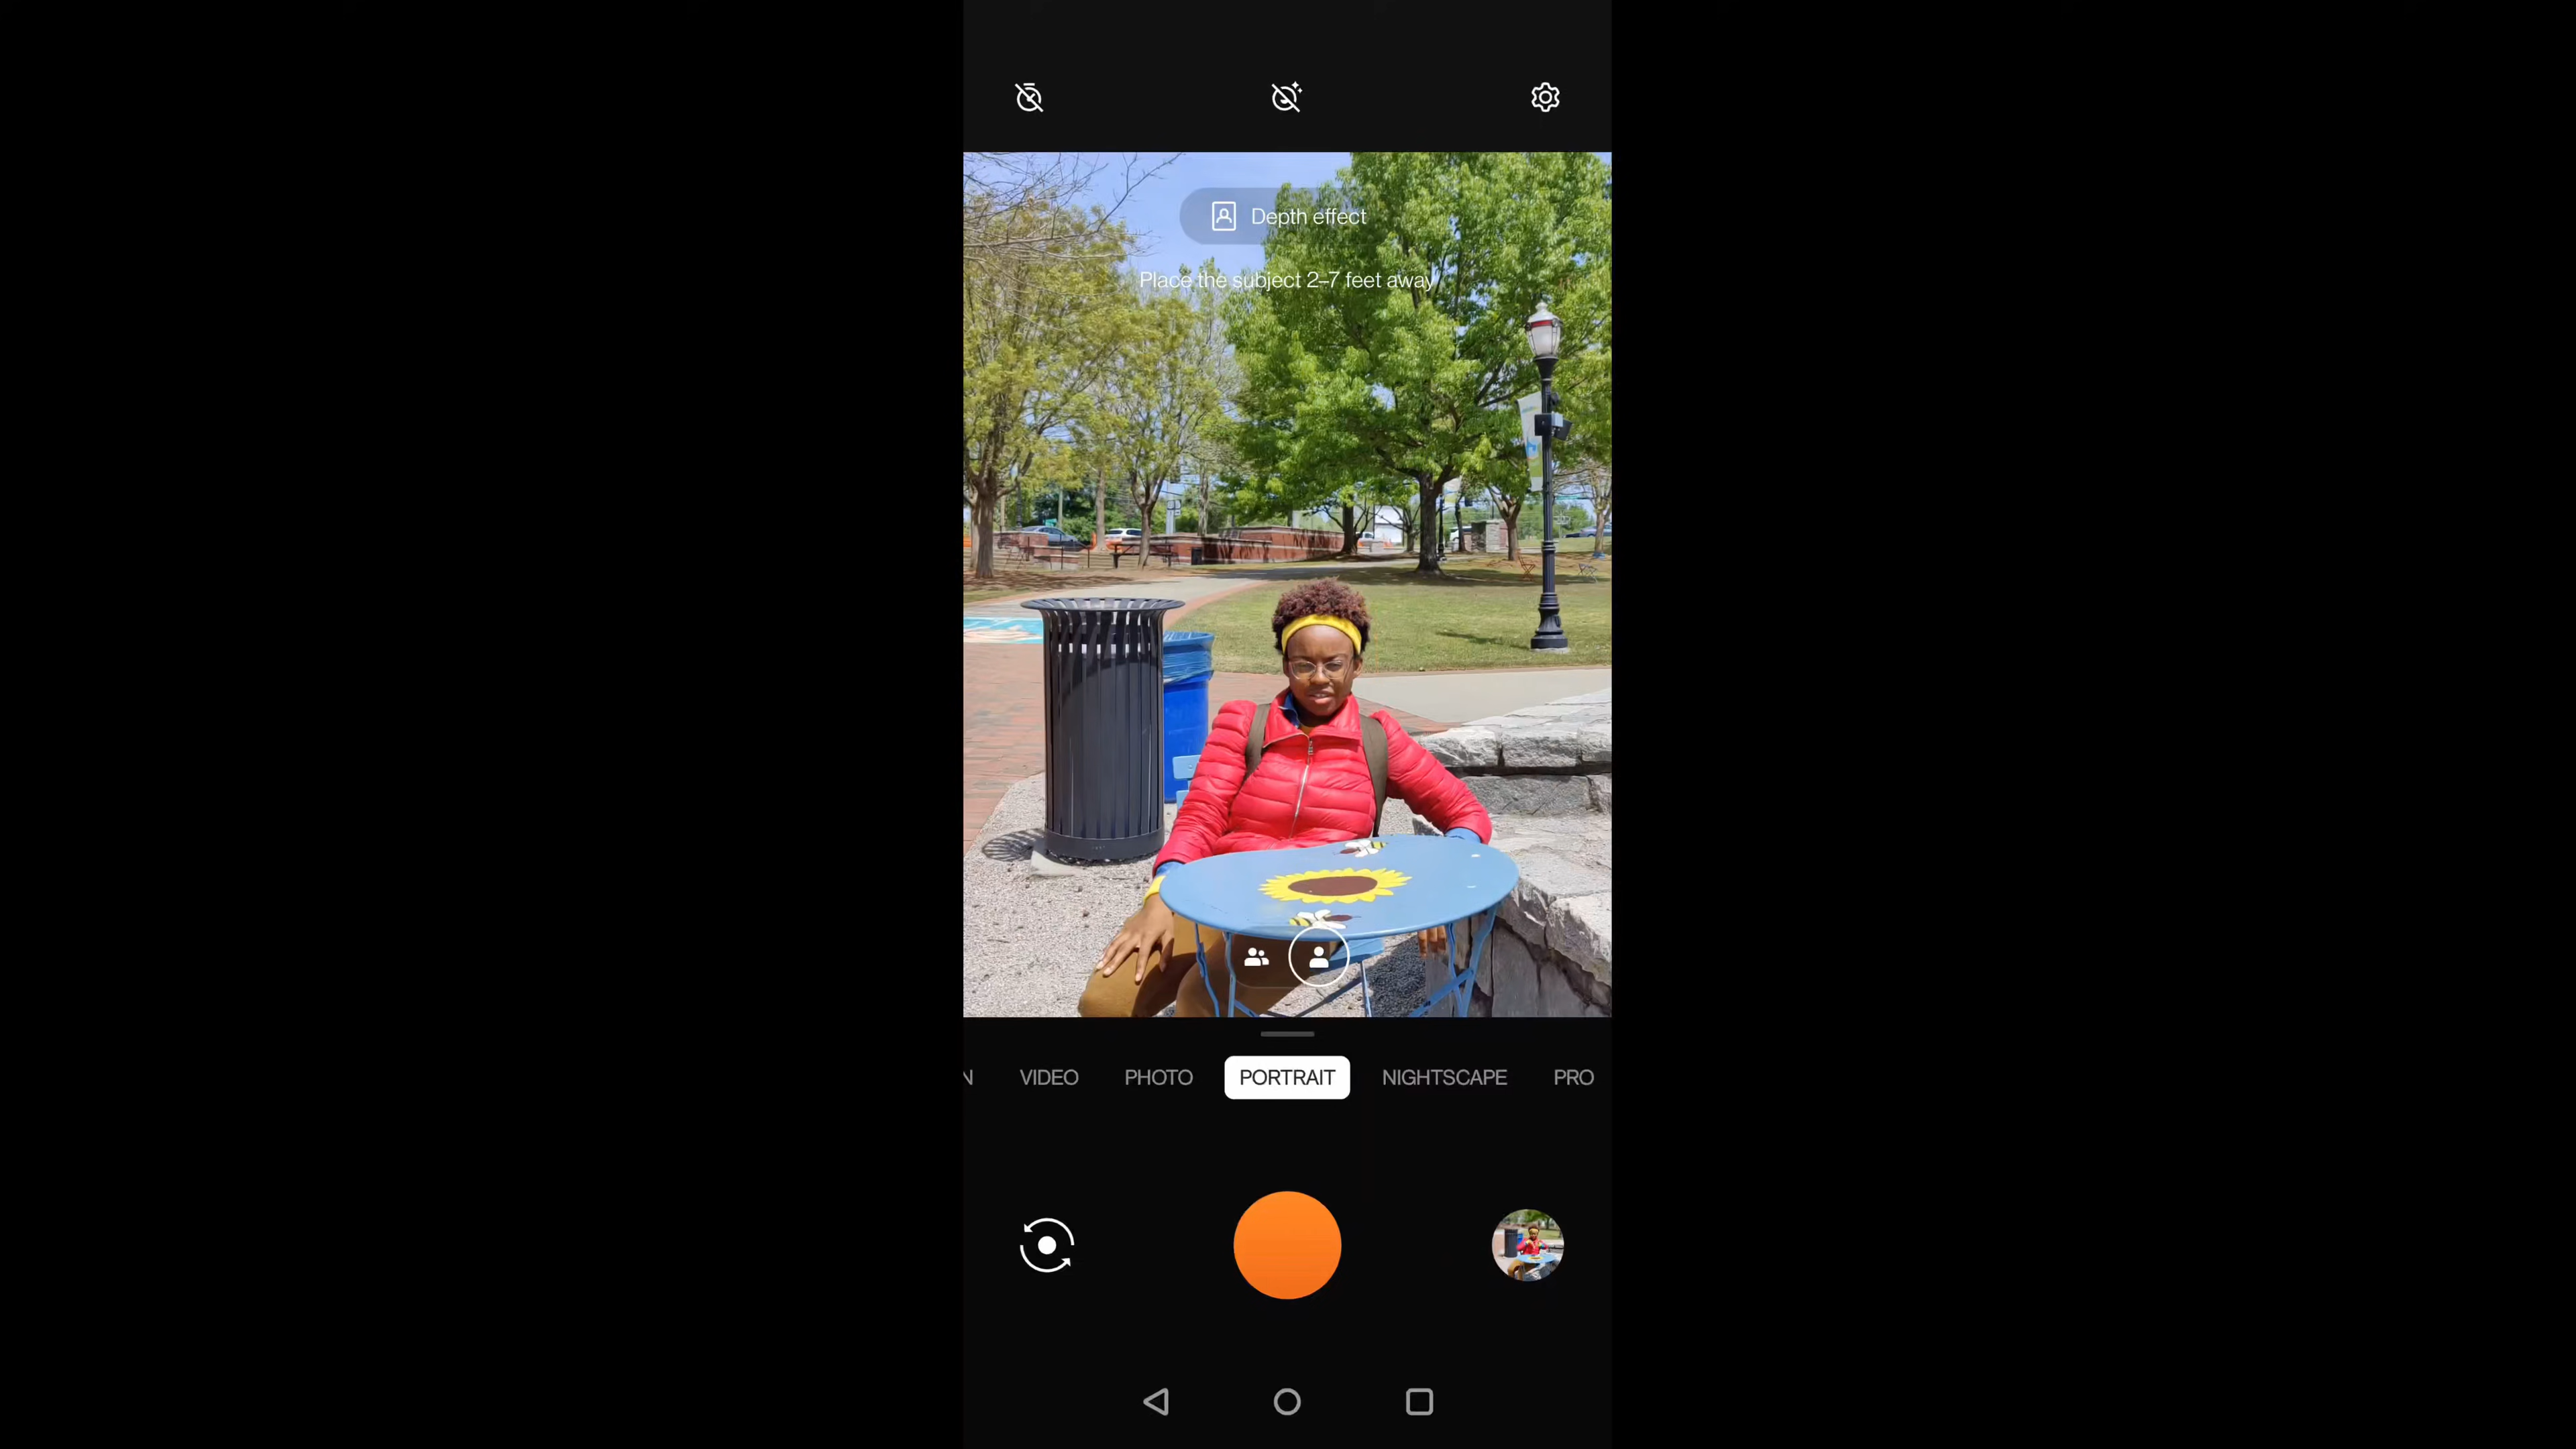 Depth effect
Place the subject 2–7 feet away
N VIDEO PHOTO PORTRAIT NIGHTSCAPE PRO